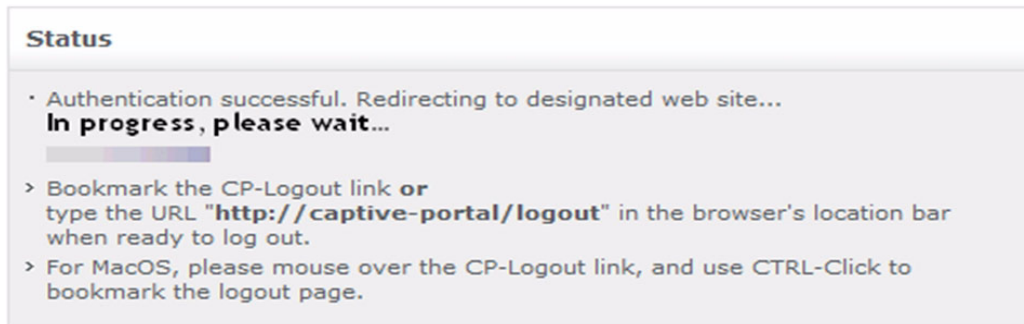 Status
· Authentication successful. Redirecting to designated web site...
In progress, please wait...
> Bookmark the CP-Logout link or
type the URL "http://captive-portal/logout" in the browser's location bar
when ready to log out.
> For MacOS, please mouse over the CP-Logout link, and use CTRL-Click to
bookmark the logout page.